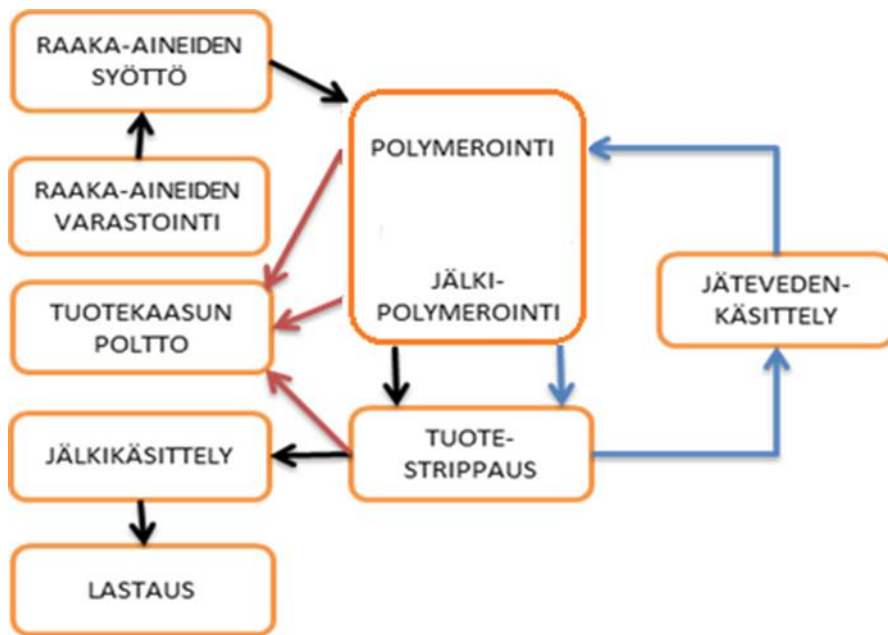 RAAKA-AINEIDEN
SYÖTTÖ
RAAKA-AINEIDEN
VARASTOINTI
TUOTEKAASUN
POLTTO
JÄLKIKÄSITTELY
LASTAUS
POLYMEROINTI
JÄLKI-
POLYMEROINTI
TUOTE-
STRIPPAUS
JÄTEVEDEN-
KÄSITTELY